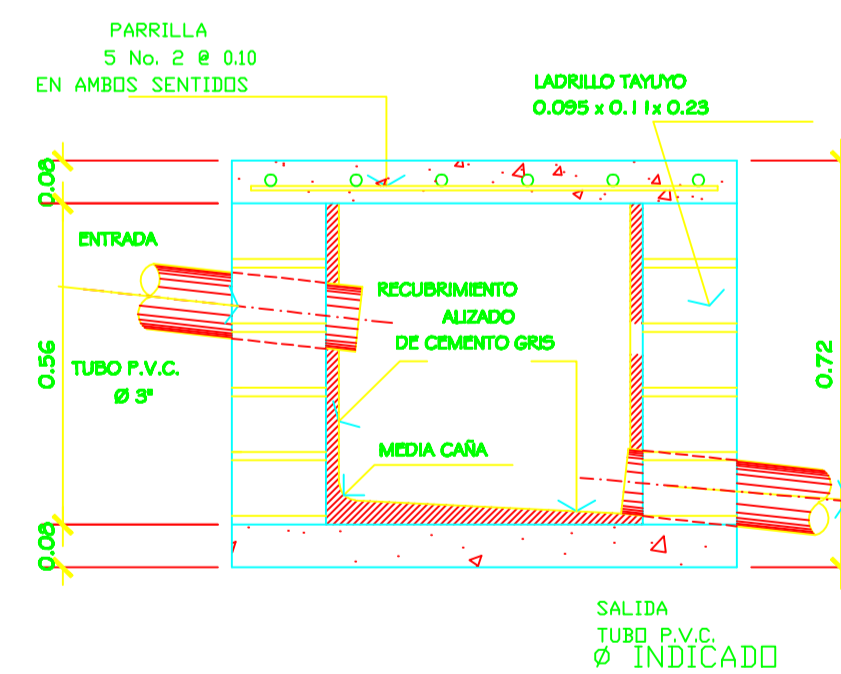 PARRILLA
5 No. 2 @ 0.10
EN AMBOS SENTIDOS
LADRILLO TAYUYO
0.095 x 0.11x 0.23
0.08
ENTRADA
RECUBRIMIENTO
ALIZADO
DE CEMENTO GRIS
0.56
0.72
TUBO P.V.C.
Ø 3"
MEDIA CAÑA
0.08
SALIDA
TUBO P.V.C.
Ø INDICADO